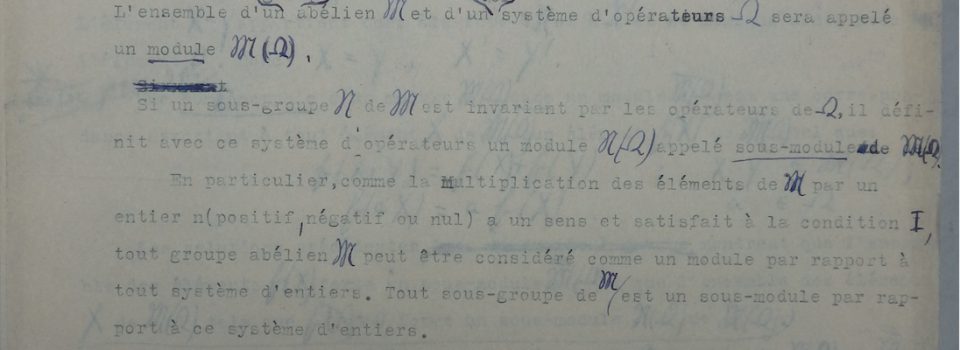 L'ensemble d'un abélien 𝔐 et d'un système d'opérateurs Ω sera appelé
un module 𝔐(Ω).
Si un sous-groupe 𝔑 de 𝔐 est invariant par les opérateurs de Ω, il défi-
nit avec ce système d'opérateurs un module 𝔑(Ω) appelé sous-module de 𝔐(Ω).
En particulier, comme la Multiplication des éléments de 𝔐 par un
entier n(positif, négatif ou nul) a un sens et satisfait à la condition I,
tout groupe abélien 𝔐 peut être considéré comme un module par rapport à
tout système d'entiers. Tout sous-groupe de 𝔐 est un sous-module par rap-
port à ce système d'entiers.